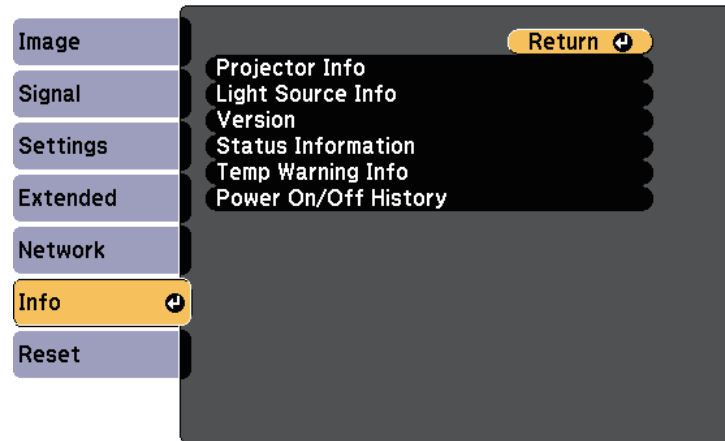 Image
Signal
Settings
Extended
Network
Info
Reset
Return
Projector Info
Light Source Info
Version
Status Information
Temp Warning Info
Power On/Off History